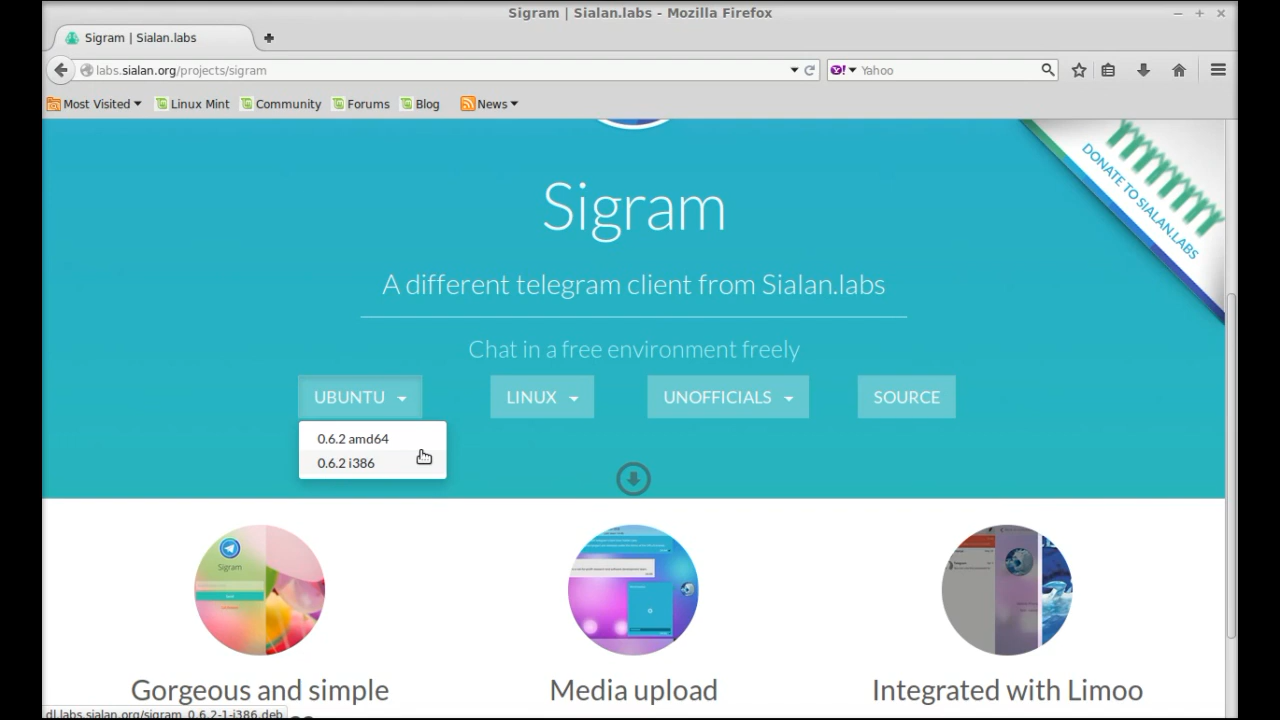 Sigram | Sialan.labs - Mozilla Firefox
Sigram | Sialan.labs
labs.sialan.org/projects/sigram
Yahoo
Most Visited
Linux Mint
Community
Forums
Blog
News
DONATE TO SIALAN.LABS
Sigram
A different telegram client from Sialan.labs
Chat in a free environment freely
UBUNTU
LINUX
UNOFFICIALS
SOURCE
0.6.2 amd64
0.6.2 i386
Sigram
Gorgeous and simple
Media upload
Integrated with Limoo
dl.labs.sialan.org/sigram_0.6.2-1-i386.deb